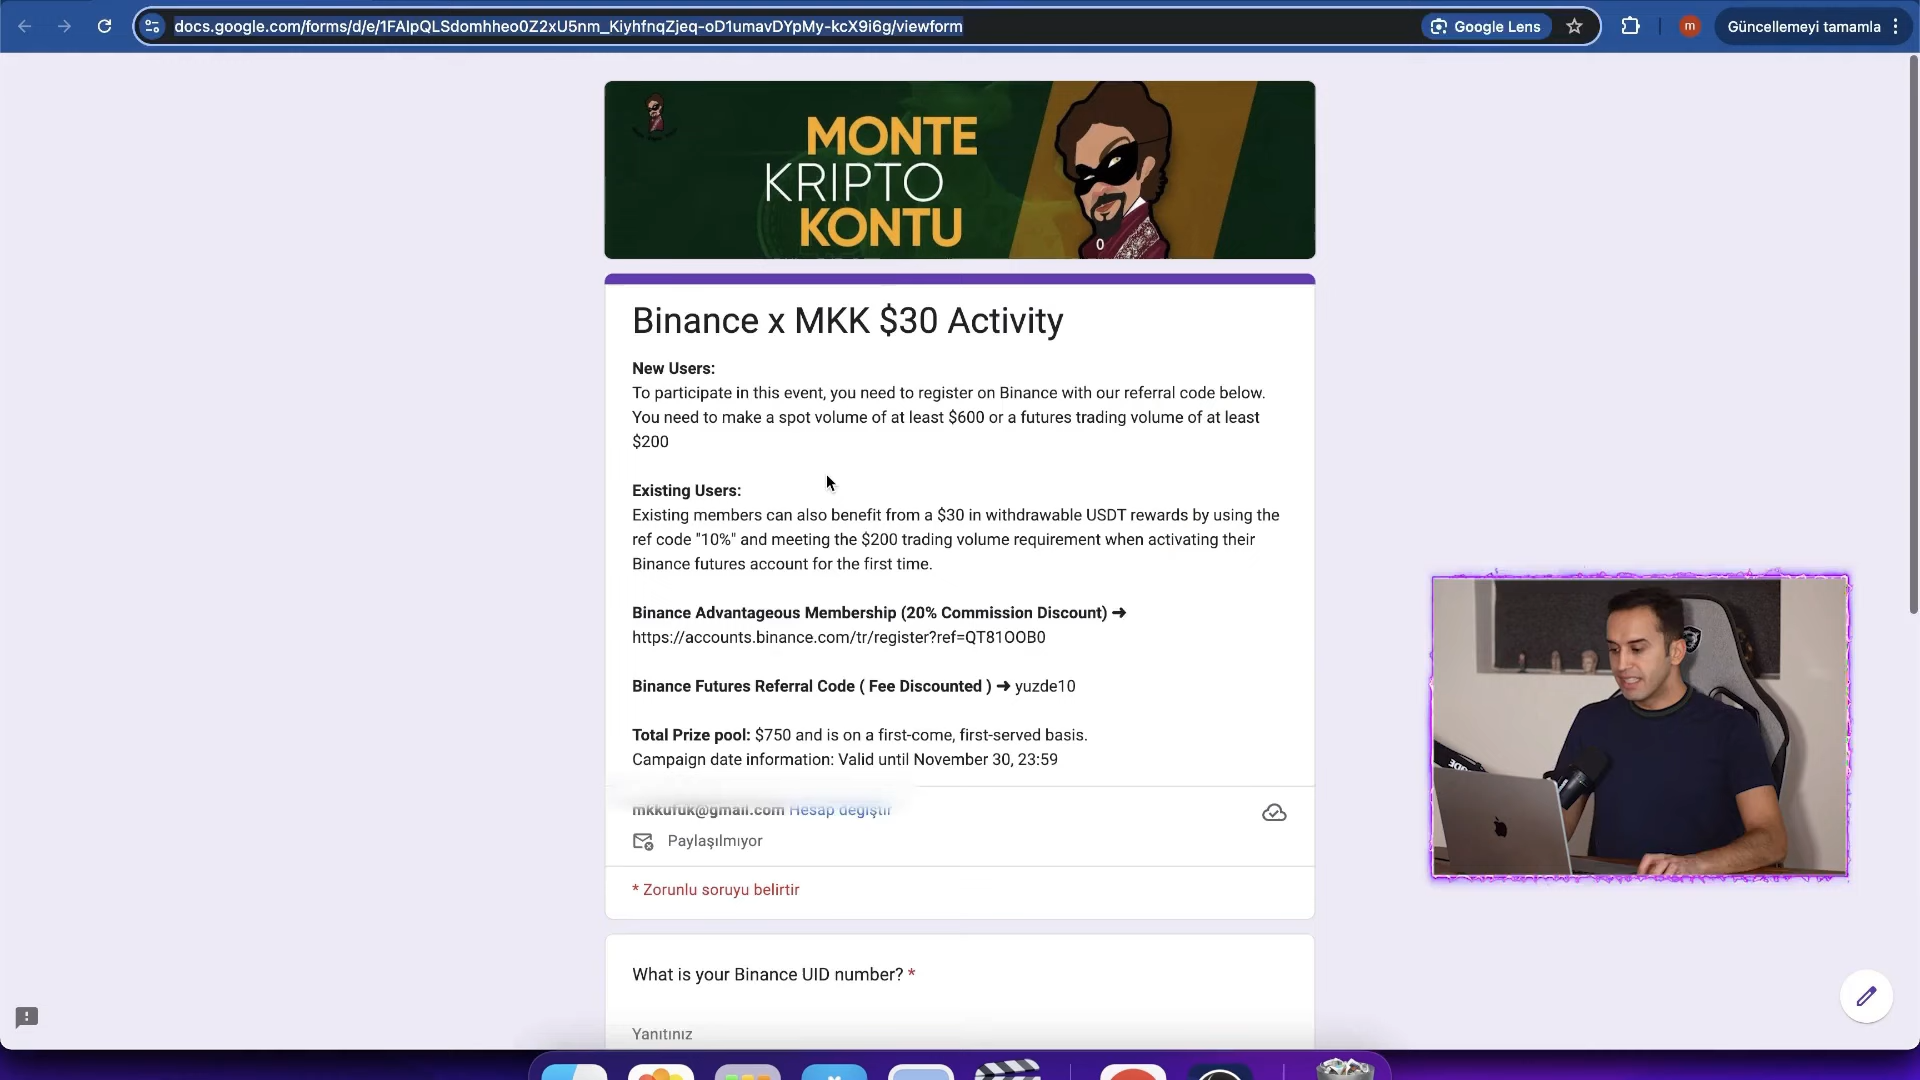 docs.google.com/forms/d/e/1FAIpQLSdomhheo0Z2xU5nm_KiyhfnqZjeq-oD1umavDYpMy-kcX9i6g/viewform
Google Lens
m
Güncellemeyi tamamla
MONTE
KRIPTO
KONTU
Binance x MKK $30 Activity
New Users:
To participate in this event, you need to register on Binance with our referral code below.
You need to make a spot volume of at least $600 or a futures trading volume of at least
$200
Existing Users:
Existing members can also benefit from a $30 in withdrawable USDT rewards by using the
ref code "10%" and meeting the $200 trading volume requirement when activating their
Binance futures account for the first time.
Binance Advantageous Membership (20% Commission Discount) ➜
https://accounts.binance.com/tr/register?ref=QT81OOB0
Binance Futures Referral Code ( Fee Discounted ) ➜ yuzde10
Total Prize pool: $750 and is on a first-come, first-served basis.
Campaign date information: Valid until November 30, 23:59
mkkufuk@gmail.com Hesap değiştir
Paylaşılmıyor
* Zorunlu soruyu belirtir
What is your Binance UID number? *
Yanıtınız